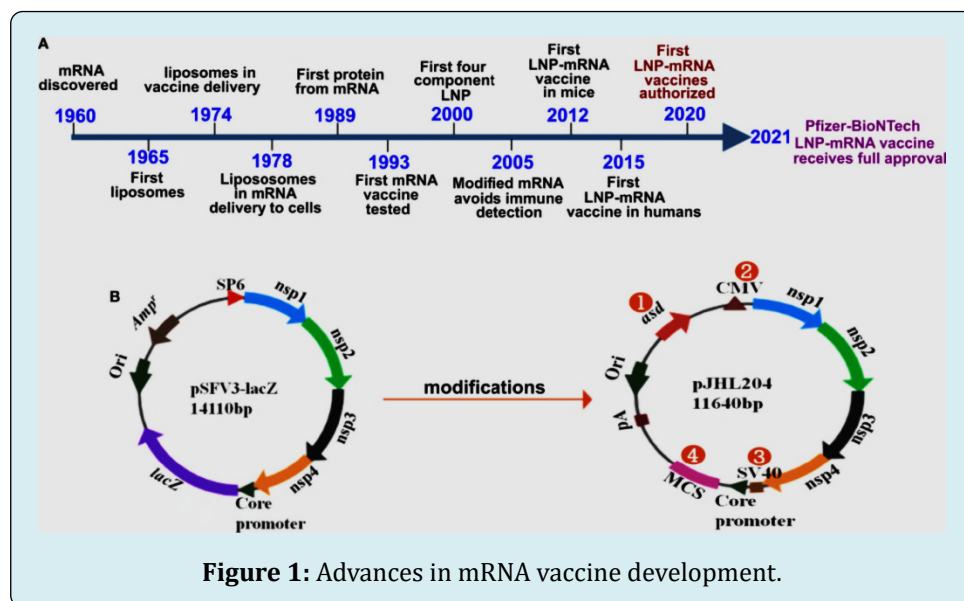 A
mRNA discovered
1960
liposomes in
vaccine delivery
1974
First protein
from mRNA
1989
First four
component
LNP
2000
First
LNP-mRNA
vaccine
in mice
2012
First
LNP-mRNA
vaccines
authorized
2020
1965
First
liposomes
1978
Lipososomes
in mRNA
delivery to cells
1993
First mRNA
vaccine
tested
2005
Modified mRNA
avoids immune
detection
2015
First
LNP-mRNA
vaccine in humans
2021
Pfizer-BioNTech
LNP-mRNA vaccine
receives full approval
B
SP6
nsp1
nsp2
nsp3
nsp4
Core
promoter
lacZ
Ori
Ampr
pSFV3-lacZ
14110bp
modifications
1
asd
2
CMV
nsp1
nsp2
nsp3
nsp4
3
SV40
Core
promoter
4
MCS
pA
Ori
pJHL204
11640bp
Figure 1: Advances in mRNA vaccine development.